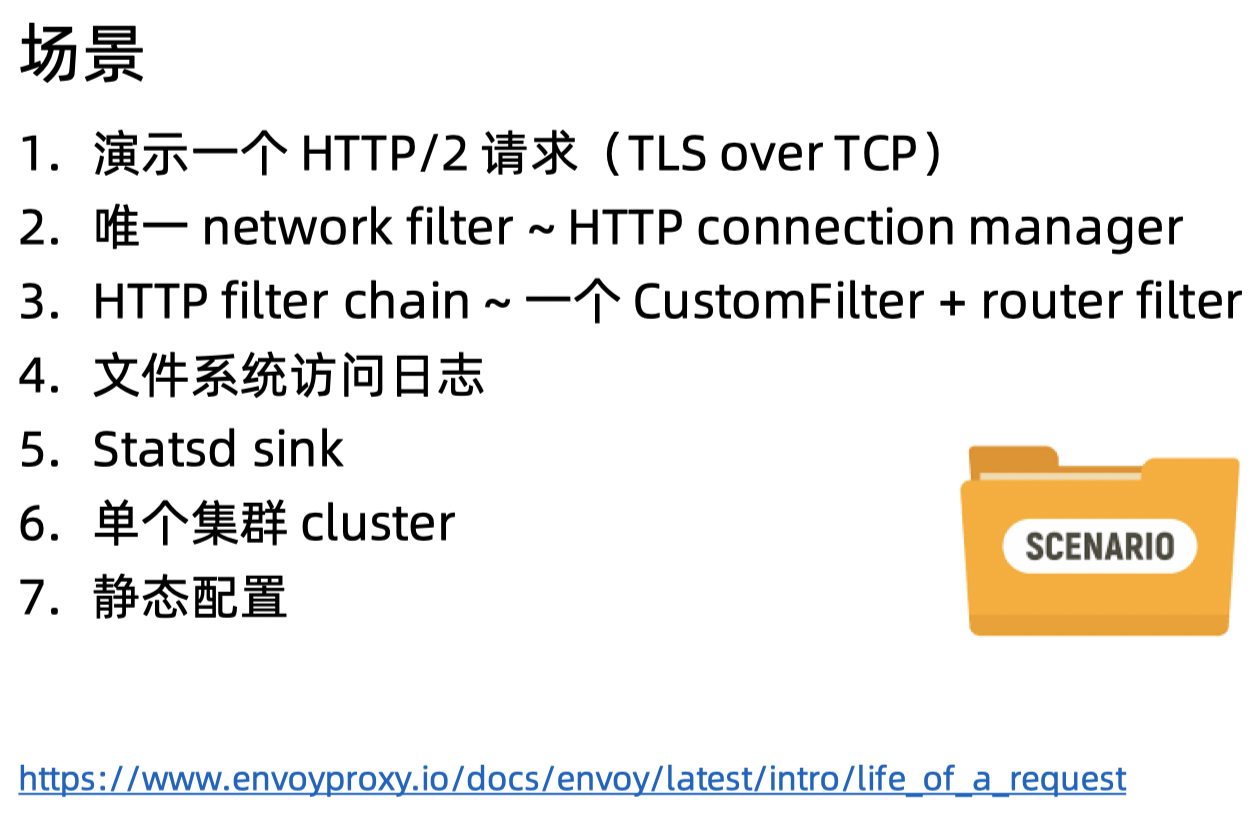 场景
1. 演示一个 HTTP/2 请求（TLS over TCP）
2. 唯一 network filter ~ HTTP connection manager
3. HTTP filter chain ~ 一个 CustomFilter + router filter
4. 文件系统访问日志
5. Statsd sink
6. 单个集群 cluster
7. 静态配置
SCENARIO
https://www.envoyproxy.io/docs/envoy/latest/intro/life_of_a_request